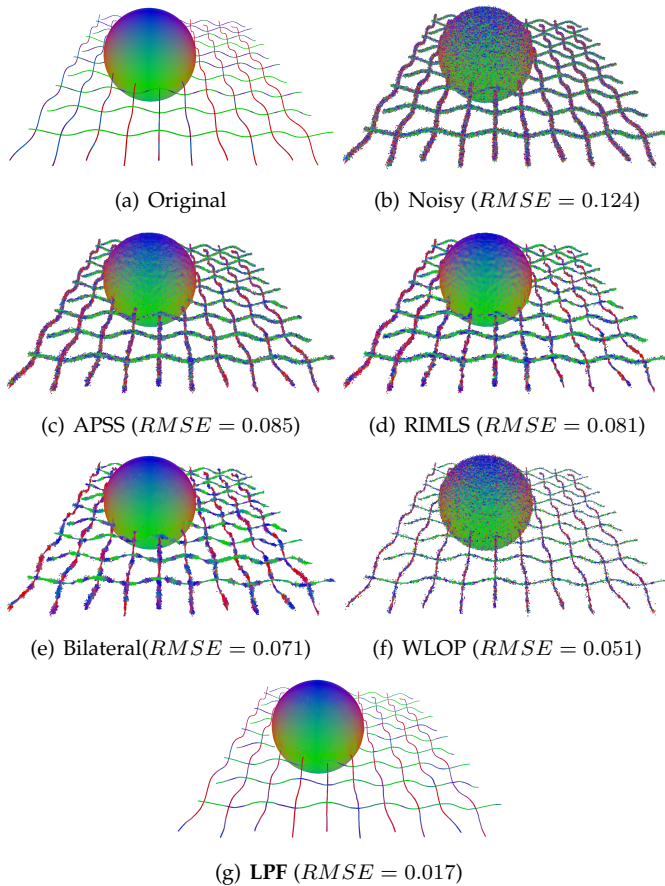 (a) Original
(b) Noisy (RMSE = 0.124)
(c) APSS (RMSE = 0.085)
(d) RIMLS (RMSE = 0.081)
(e) Bilateral(RMSE = 0.071)
(f) WLOP (RMSE = 0.051)
(g) LPF (RMSE = 0.017)